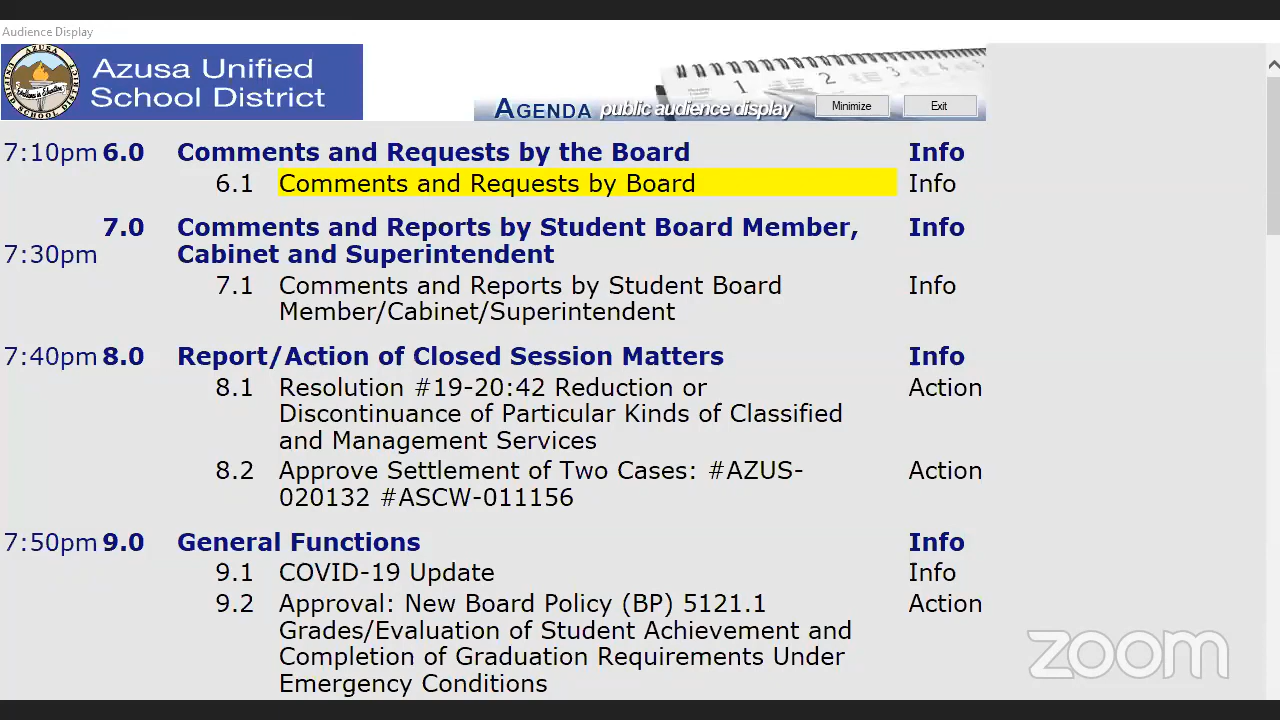 Audience Display
Azusa Unified
School District
AGENDA public audience display
Minimize
Exit
7:10pm 6.0 Comments and Requests by the Board Info
6.1 Comments and Requests by Board Info
7.0 Comments and Reports by Student Board Member, Info
7:30pm Cabinet and Superintendent
7.1 Comments and Reports by Student Board Info
Member/Cabinet/Superintendent
7:40pm 8.0 Report/Action of Closed Session Matters Info
8.1 Resolution #19-20:42 Reduction or Action
Discontinuance of Particular Kinds of Classified
and Management Services
8.2 Approve Settlement of Two Cases: #AZUS- Action
020132 #ASCW-011156
7:50pm 9.0 General Functions Info
9.1 COVID-19 Update Info
9.2 Approval: New Board Policy (BP) 5121.1 Action
Grades/Evaluation of Student Achievement and
Completion of Graduation Requirements Under
Emergency Conditions
zoom